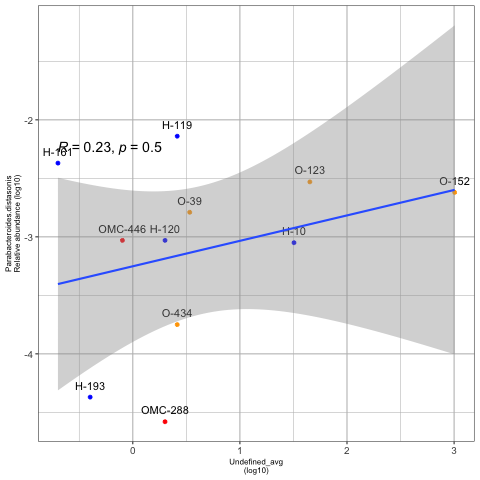 H-119
R = 0.23, p = 0.5
H-161
O-123
O-152
O-39
OMC-446
H-120
H-10
O-434
H-193
OMC-288
-2
-3
-4
0
1
2
3
Parabacteroides.distasonis
Relative abundance (log10)
Undefined_avg
(log10)